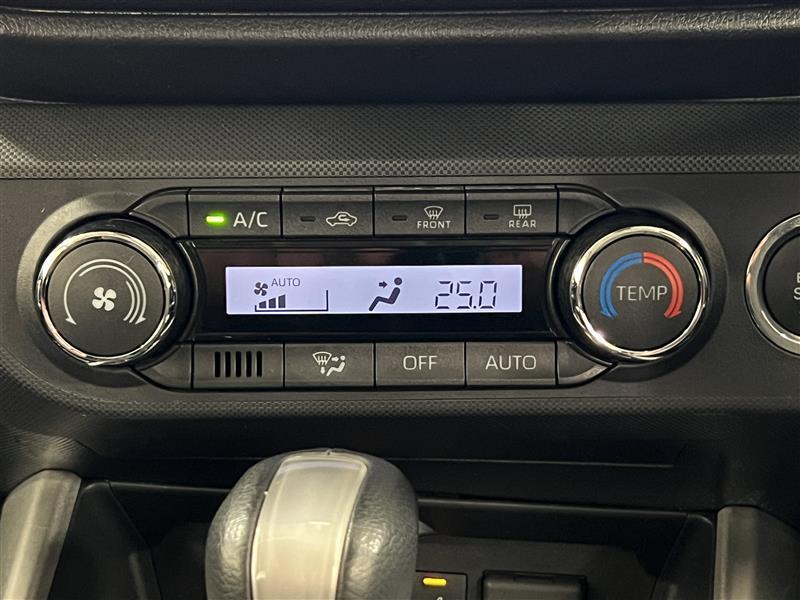 A/C
FRONT
REAR
AUTO
25.0
TEMP
OFF
AUTO